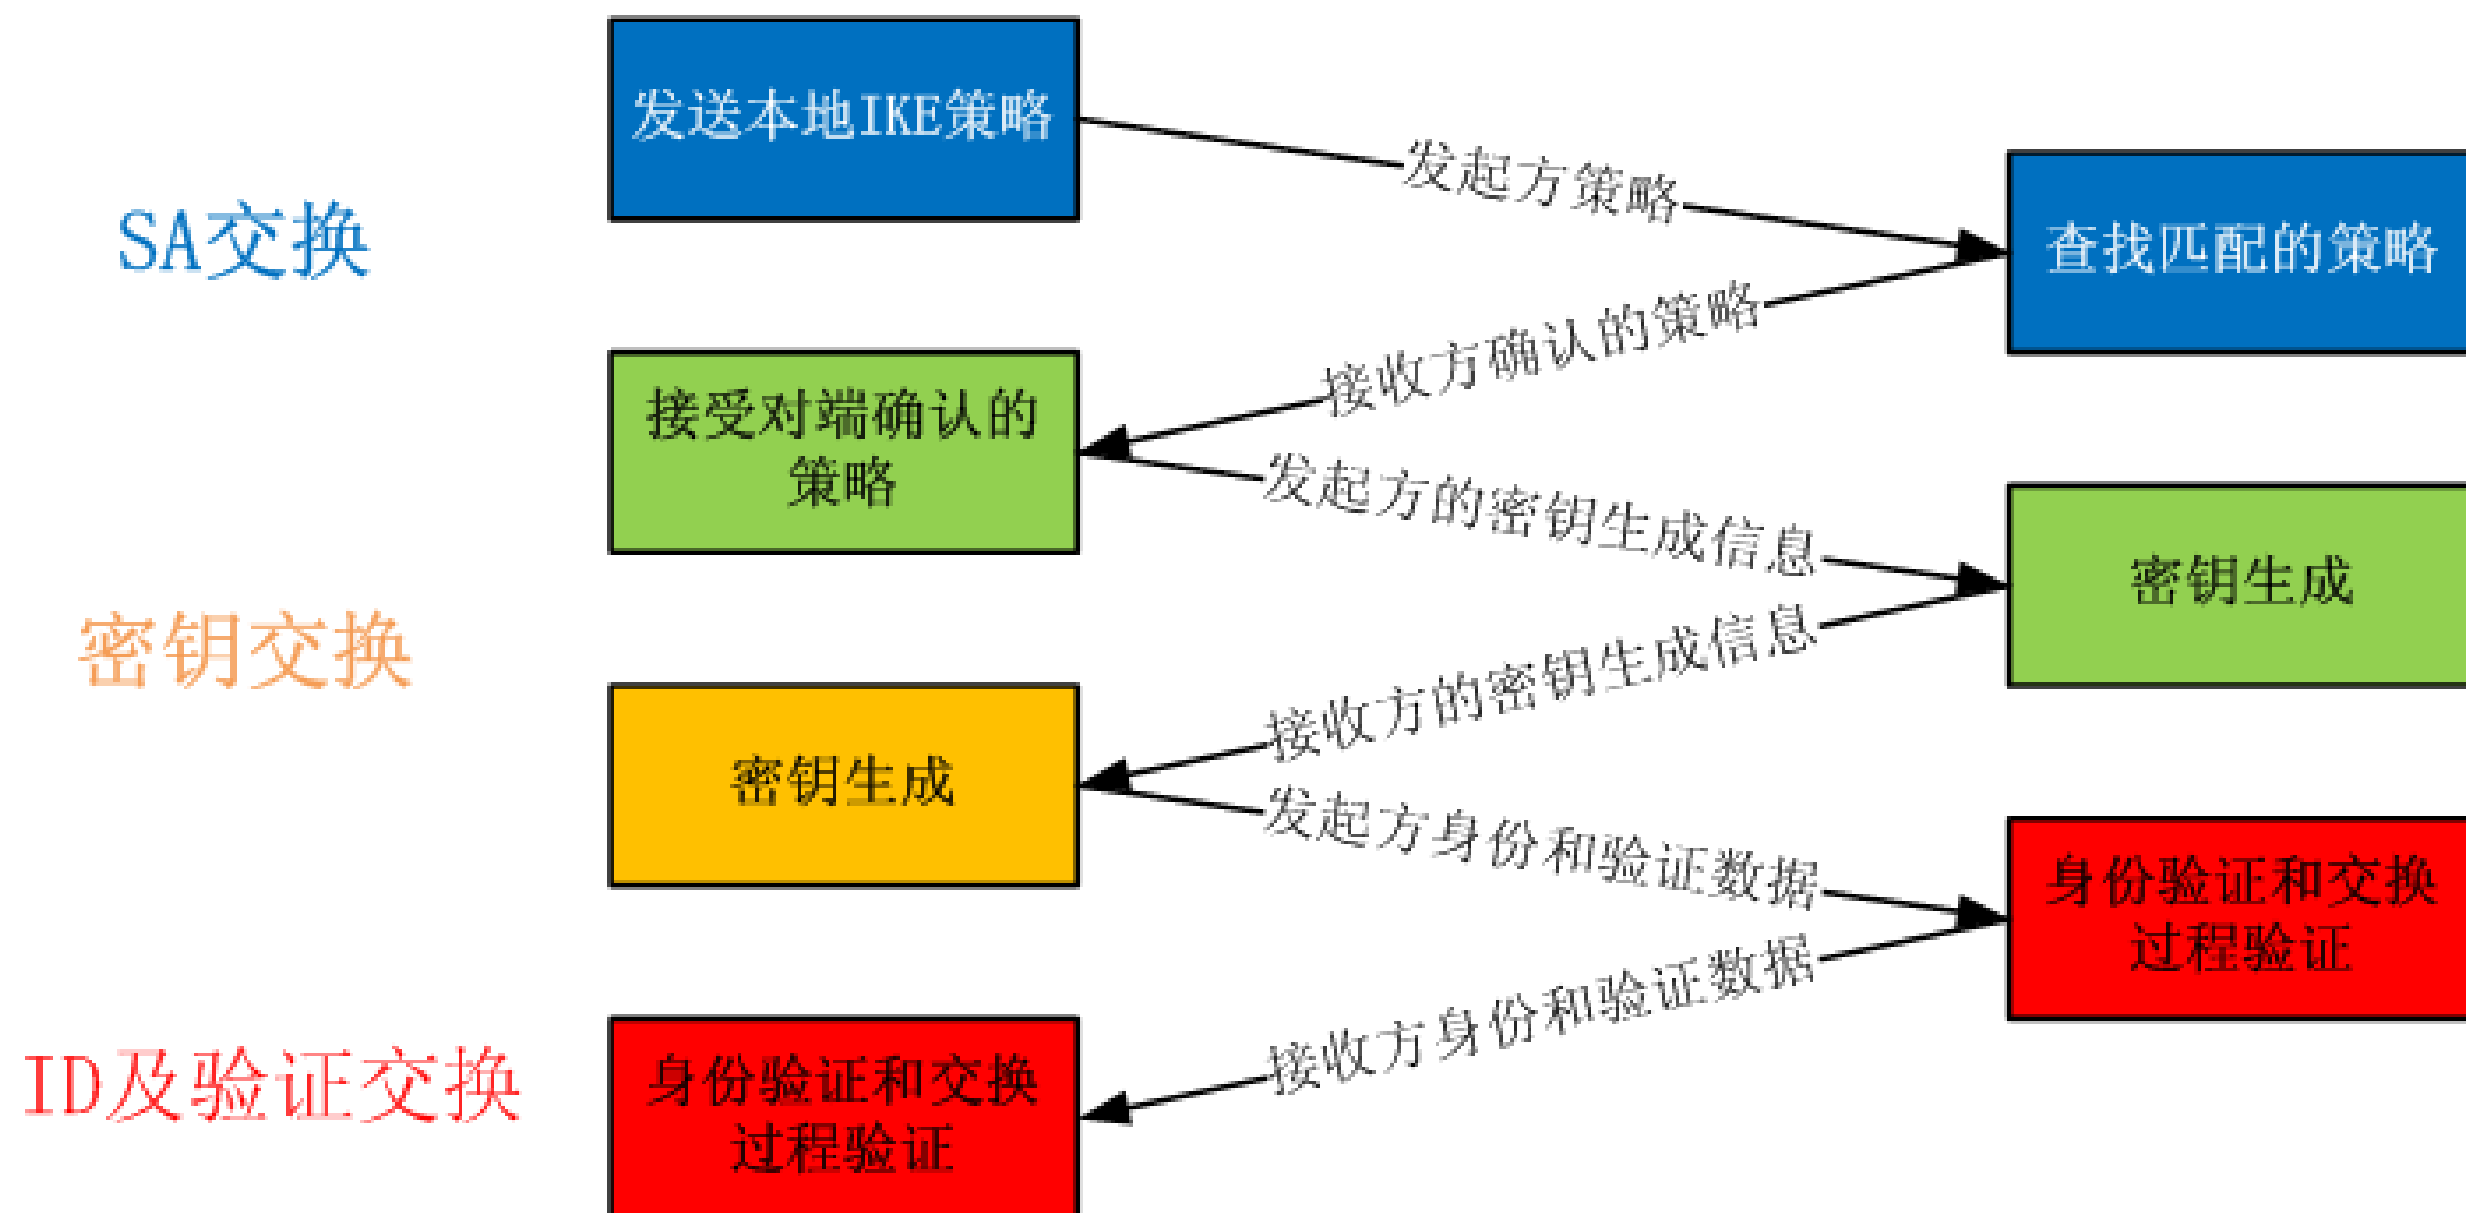 发送本地IKE策略
发起方策略
SA交换
查找匹配的策略
接收方确认的策略
接受对端确认的
策略
发起方的密钥生成信息
密钥生成
密钥交换
接收方的密钥生成信息
密钥生成
发起方身份和验证数据
身份验证和交换
过程验证
接收方身份和验证数据
ID及验证交换
身份验证和交换
过程验证